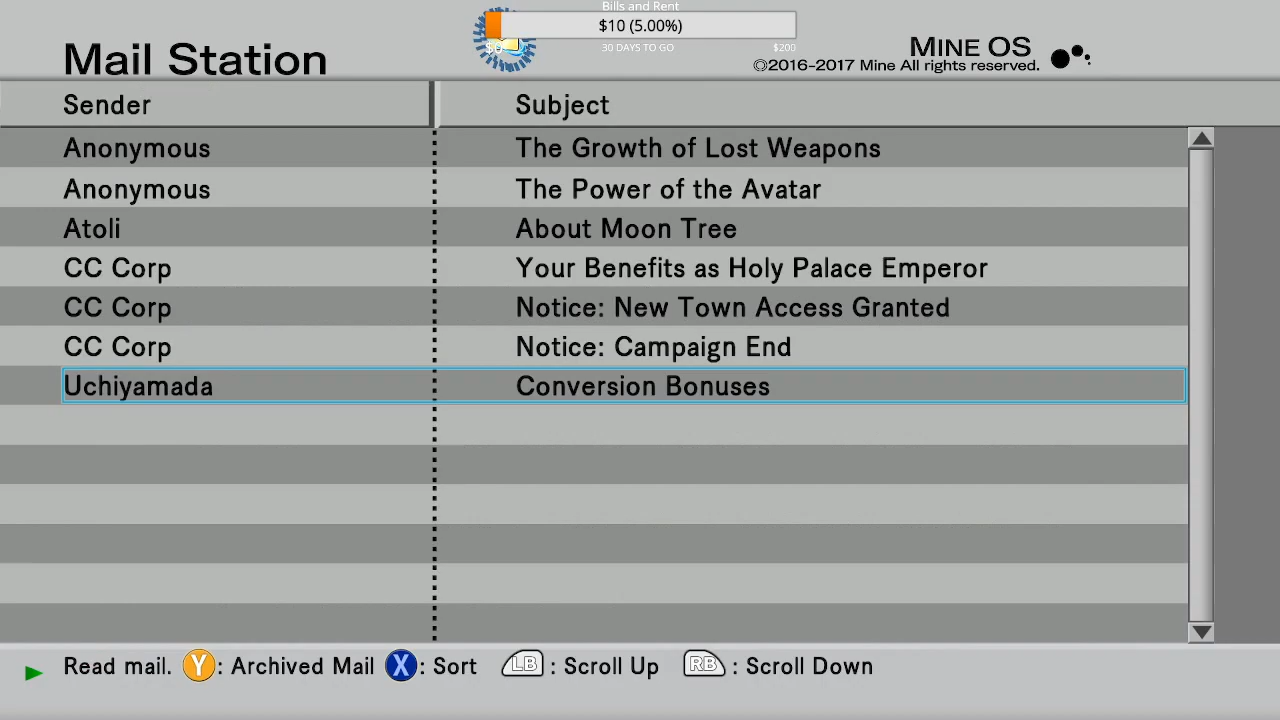 Bills and Rent
$10 (5.00%)
$0
30 DAYS TO GO
$200
Mail Station
MINE OS
©2016-2017 Mine All rights reserved.
Sender Subject
Anonymous The Growth of Lost Weapons
Anonymous The Power of the Avatar
Atoli About Moon Tree
CC Corp Your Benefits as Holy Palace Emperor
CC Corp Notice: New Town Access Granted
CC Corp Notice: Campaign End
Uchiyamada Conversion Bonuses
Read mail. Y: Archived Mail X: Sort LB: Scroll Up RB: Scroll Down